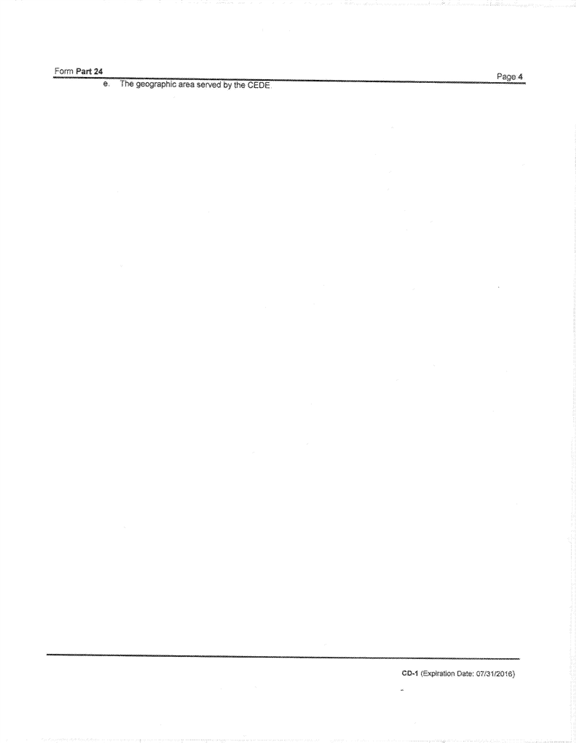 Form Part 24
Page 4
e. The geographic area served by the CEDE.
CD-1 (Expiration Date: 07/31/2016)